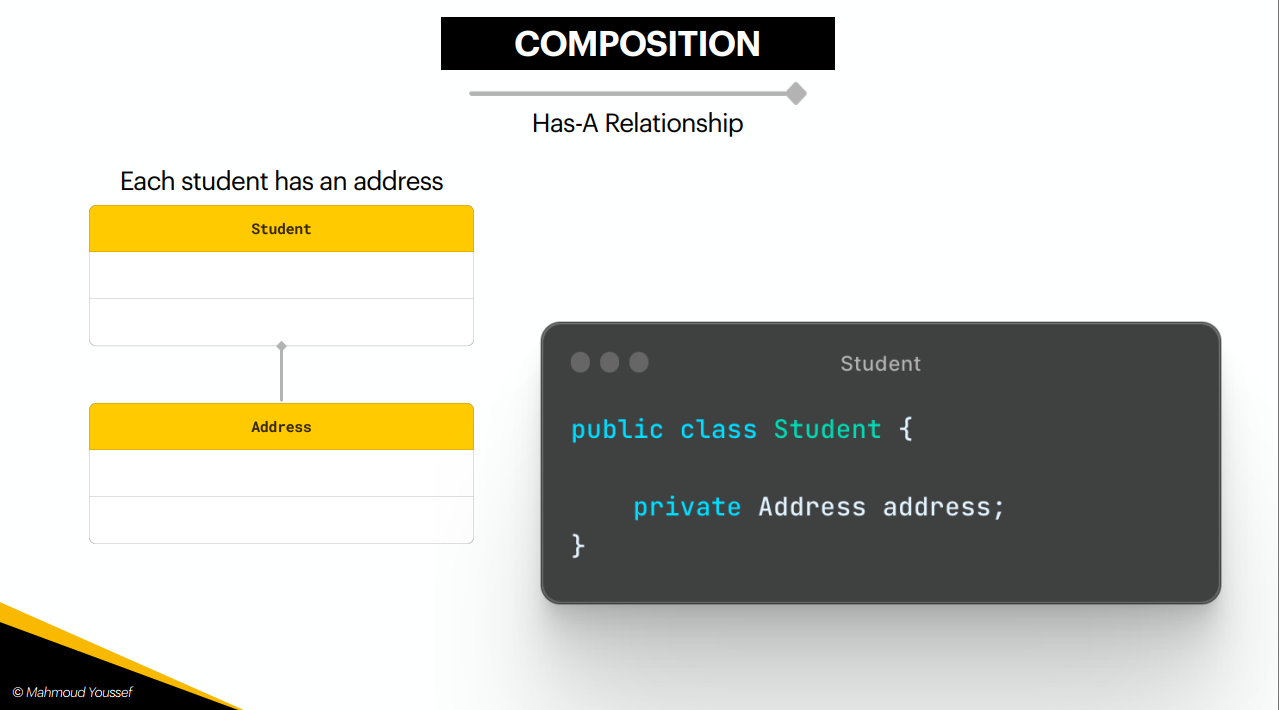 COMPOSITION
Has-A Relationship
Each student has an address
Student
Address
Student
public class Student {
    private Address address;
}
© Mahmoud Youssef